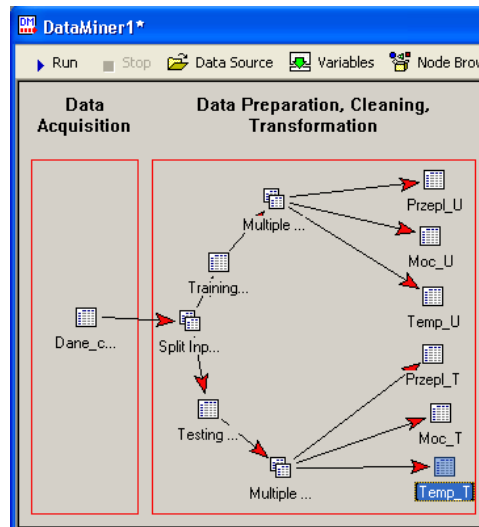 DM DataMiner1*
Run Stop Data Source Variables Node Brow
Data Acquisition
Data Preparation, Cleaning,
Transformation
Przepl_U
Multiple ...
Moc_U
Training...
Temp_U
Dane_c...
Split Inp...
Przepl_T
Testing ...
Moc_T
Multiple ...
Temp_T